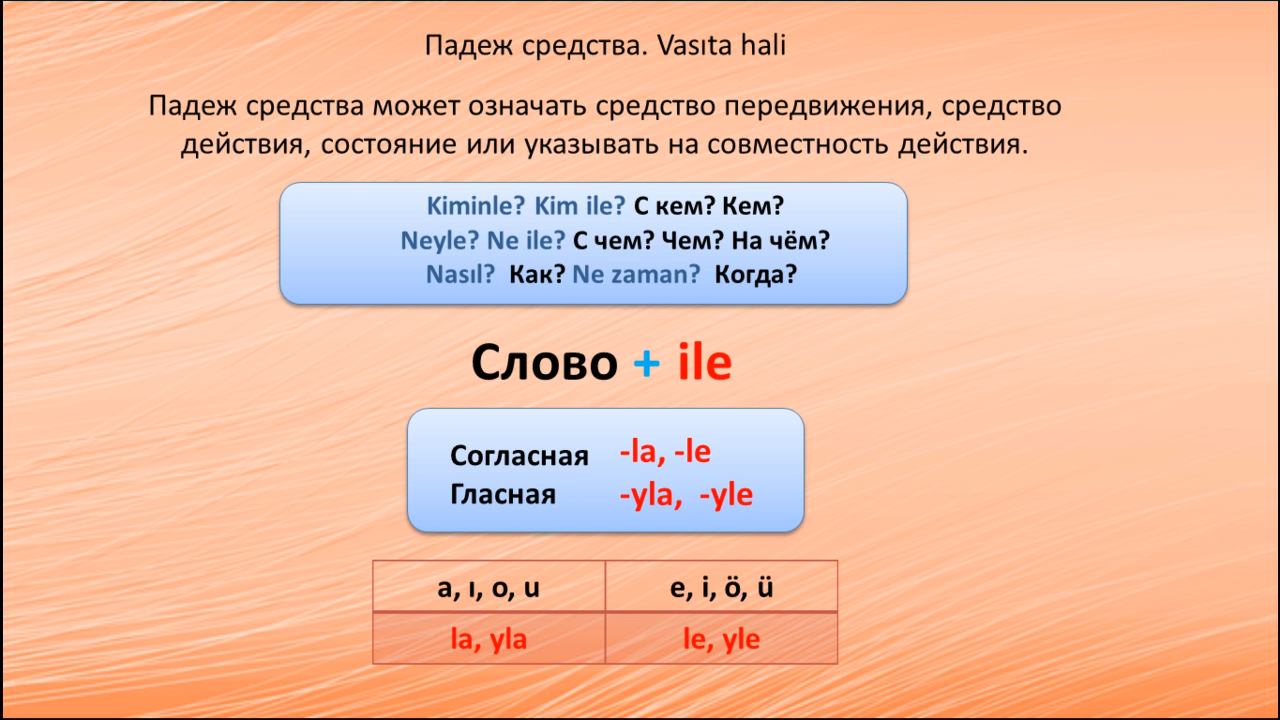 Падеж средства. Vasıta hali
Падеж средства может означать средство передвижения, средство
действия, состояние или указывать на совместность действия.
Kiminle? Kim ile? С кем? Кем?
Neyle? Ne ile? С чем? Чем? На чём?
Nasıl? Как? Ne zaman? Когда?
Слово + ile
Согласная -la, -le
Гласная -yla, -yle
a, ı, o, u e, i, ö, ü
la, yla le, yle